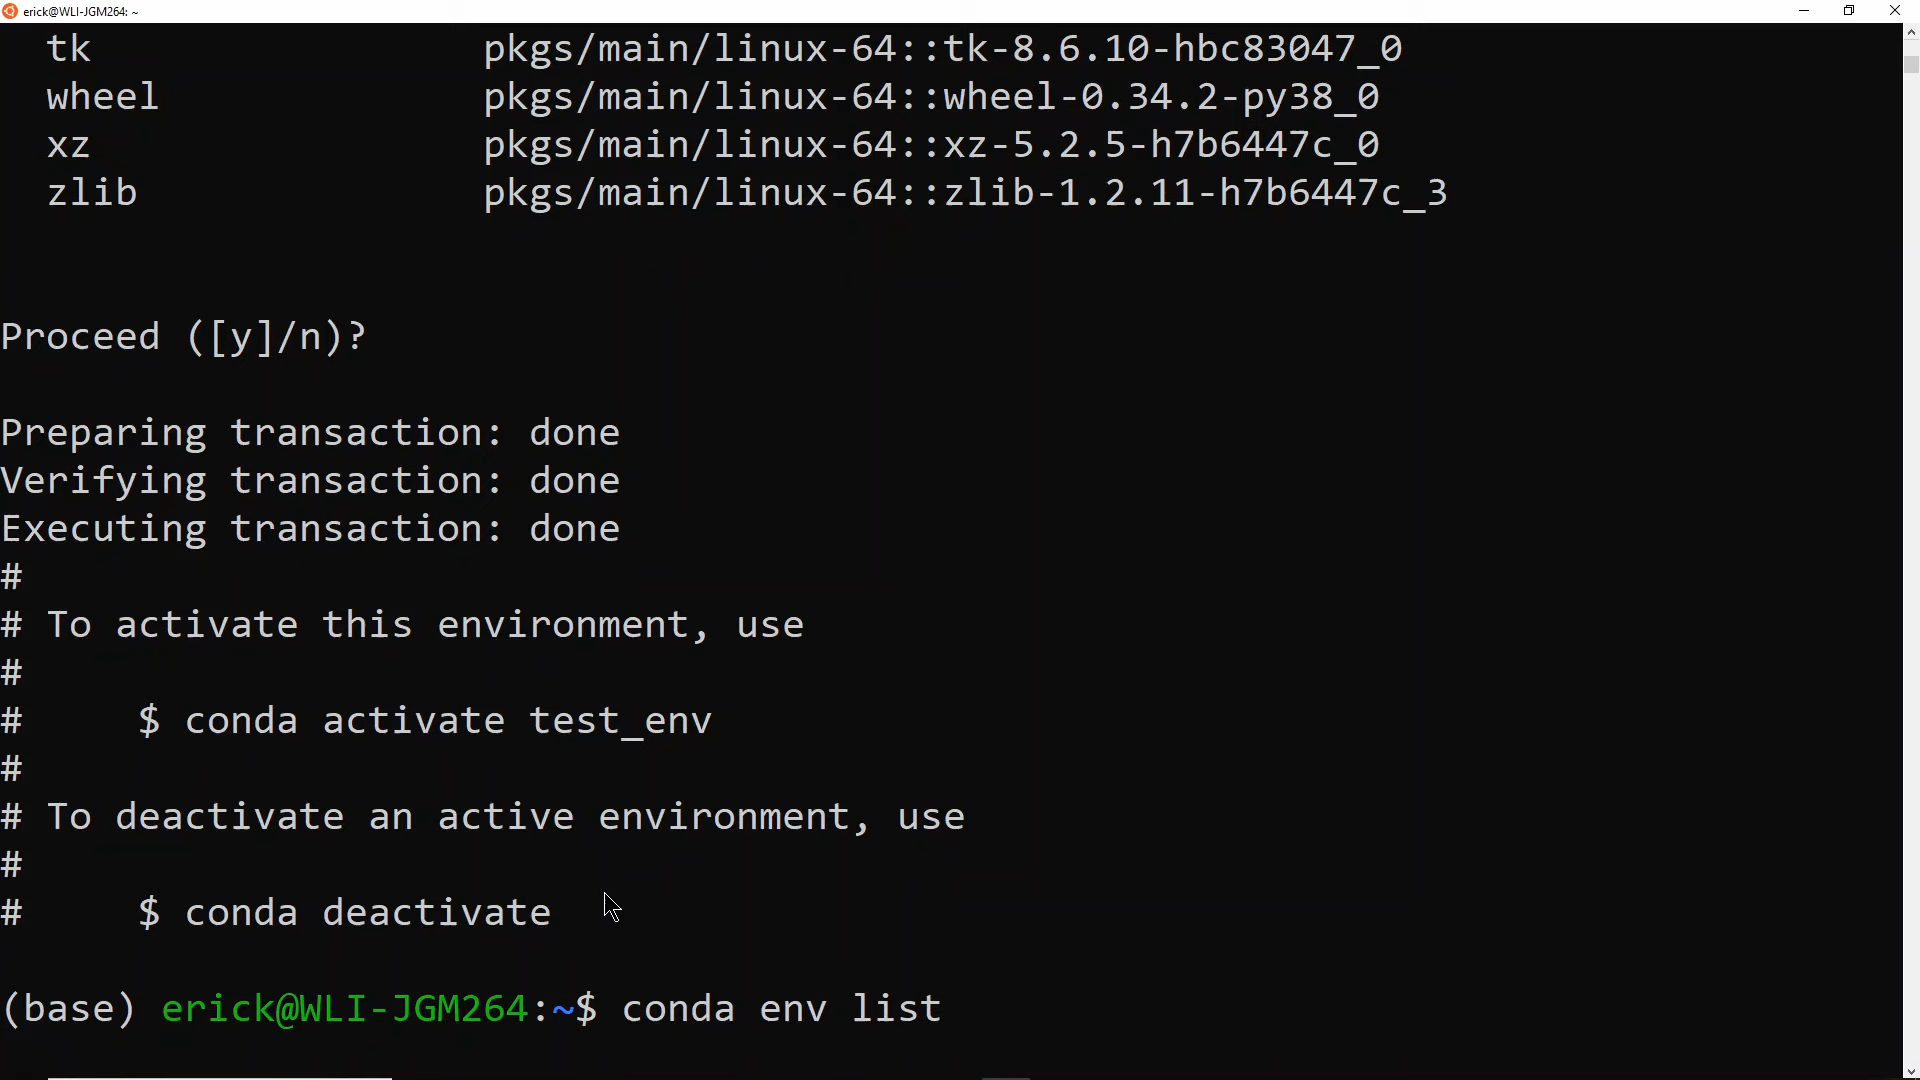 erick@WLI-JGM264: ~
tk pkgs/main/linux-64::tk-8.6.10-hbc83047_0
wheel pkgs/main/linux-64::wheel-0.34.2-py38_0
xz pkgs/main/linux-64::xz-5.2.5-h7b6447c_0
zlib pkgs/main/linux-64::zlib-1.2.11-h7b6447c_3
Proceed ([y]/n)?
Preparing transaction: done
Verifying transaction: done
Executing transaction: done
#
# To activate this environment, use
#
# $ conda activate test_env
#
# To deactivate an active environment, use
#
# $ conda deactivate
(base) erick@WLI-JGM264:~$ conda env list